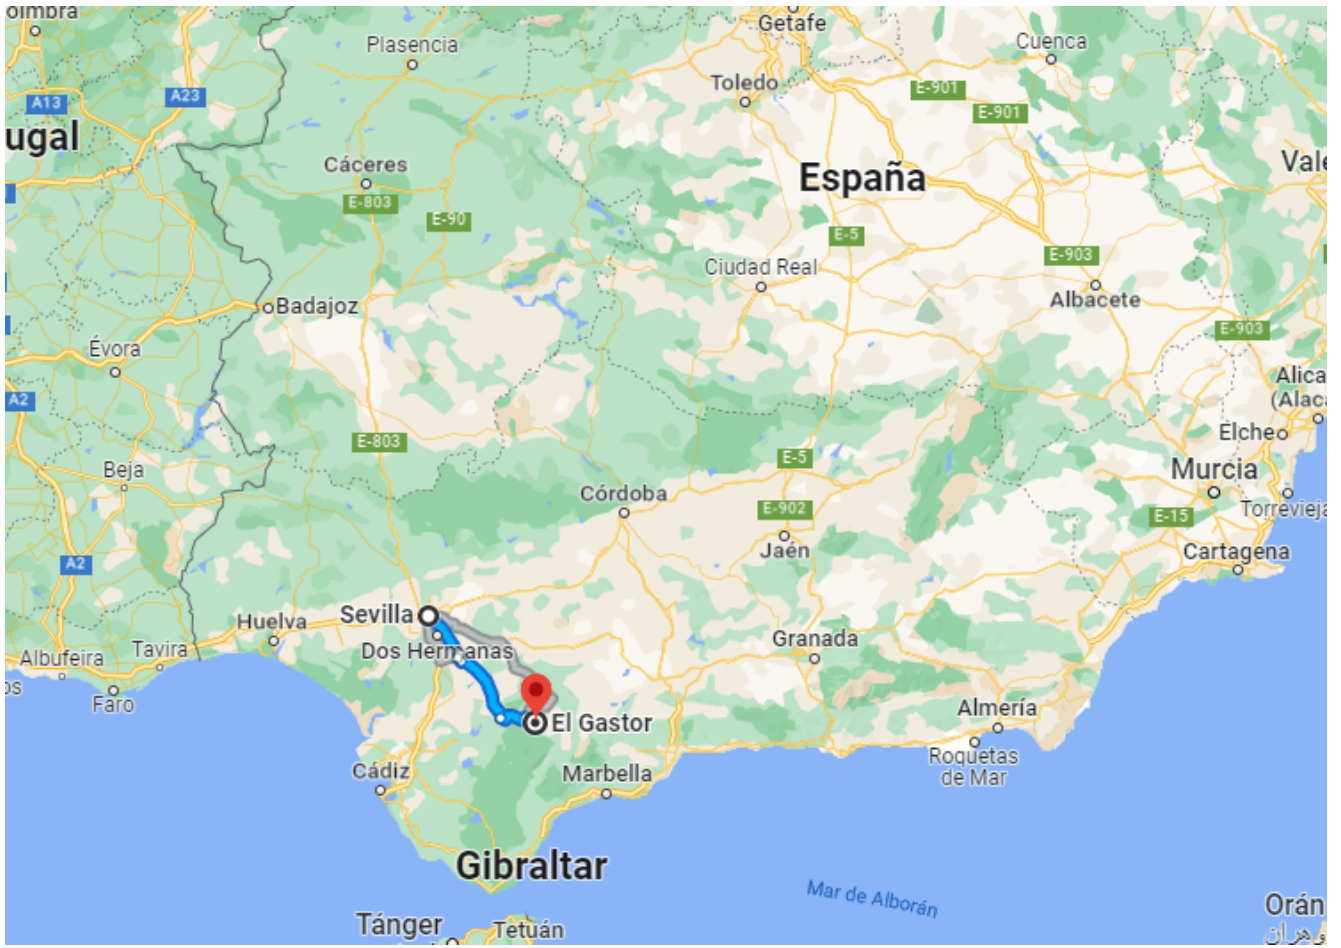 oimbra
Getafe
Plasencia
Cuenca
Toledo
E-901
A23
A13
E-901
ugal
Cáceres
España
Vale
E-803
E-90
E-5
E-903
Ciudad Real
Albacete
Badajoz
E-903
Évora
Alica
(Alaca
A2
Elche
E-803
E-5
Murcia
Beja
Córdoba
Torrevieja
E-902
E-15
Jaén
Cartagena
A2
Sevilla
Huelva
Granada
Tavira
Dos Hermanas
Albufeira
os
Faro
Almería
El Gastor
Roquetas
de Mar
Cádiz
Marbella
Gibraltar
Mar de Alborán
Orán
Tánger
Tetuán
وهران